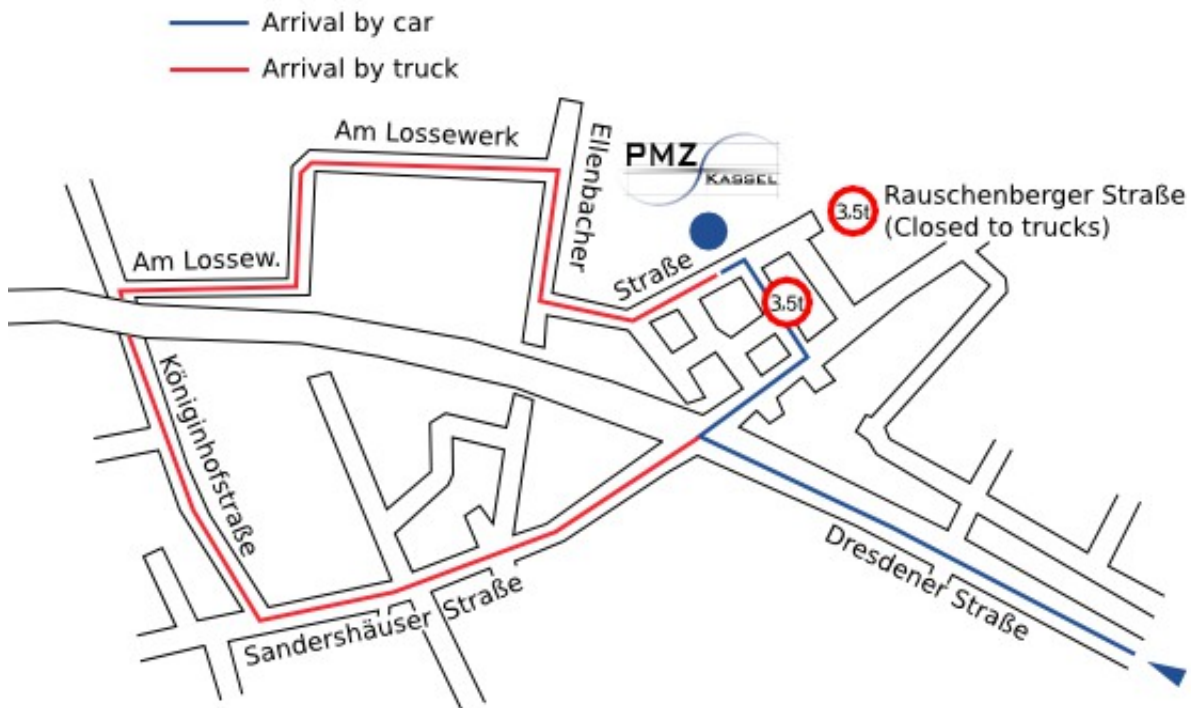 Arrival by car
Arrival by truck
Am Lossewerk
Ellenbacher
PMZ
KASSEL
3.5t
Rauschenberger Straße
(Closed to trucks)
Am Lossew.
Straße
3.5t
Königinhofstraße
Dresdener Straße
Sandershäuser Straße